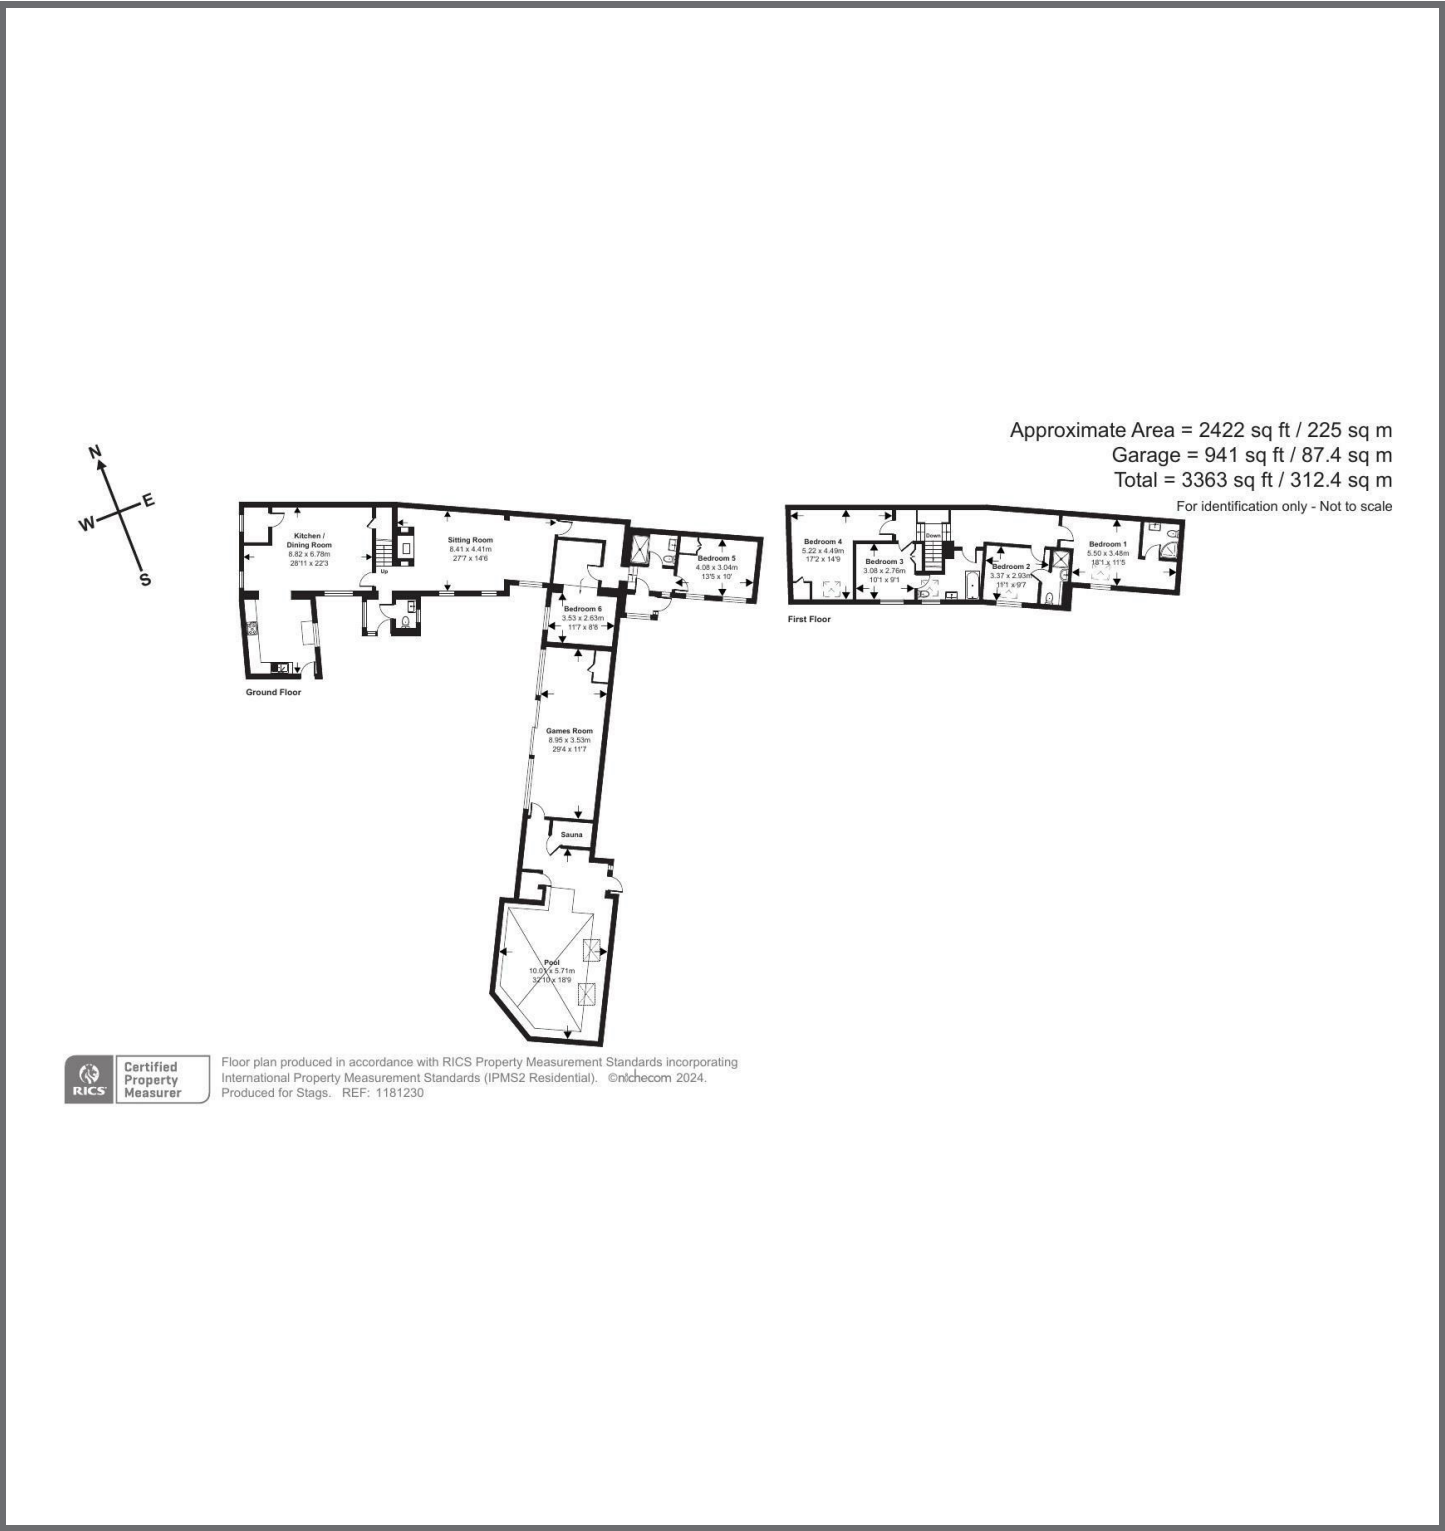 Approximate Area = 2422 sq ft / 225 sq m
Garage = 941 sq ft / 87.4 sq m
Total = 3363 sq ft / 312.4 sq m
For identification only - Not to scale
N
E
W
S
Kitchen /
Dining Room
8.82 x 6.78m
28'11 x 22'3
Up
Sitting Room
8.41 x 4.41m
27'7 x 14'6
Bedroom 5
4.08 x 3.04m
13'5 x 10'
Bedroom 6
3.53 x 2.63m
11'7 x 8'8
Games Room
8.95 x 3.53m
29'4 x 11'7
Sauna
Pool
10.01 x 5.71m
32'10 x 18'9
Ground Floor
Bedroom 4
5.22 x 4.49m
17'2 x 14'9
Bedroom 3
3.08 x 2.76m
10'1 x 9'1
Down
Bedroom 2
3.37 x 2.93m
11'1 x 9'7
Bedroom 1
5.50 x 3.48m
18'1 x 11'5
First Floor
RICS
Certified
Property
Measurer
Floor plan produced in accordance with RICS Property Measurement Standards incorporating
International Property Measurement Standards (IPMS2 Residential). ©nichecom 2024.
Produced for Stags. REF: 1181230